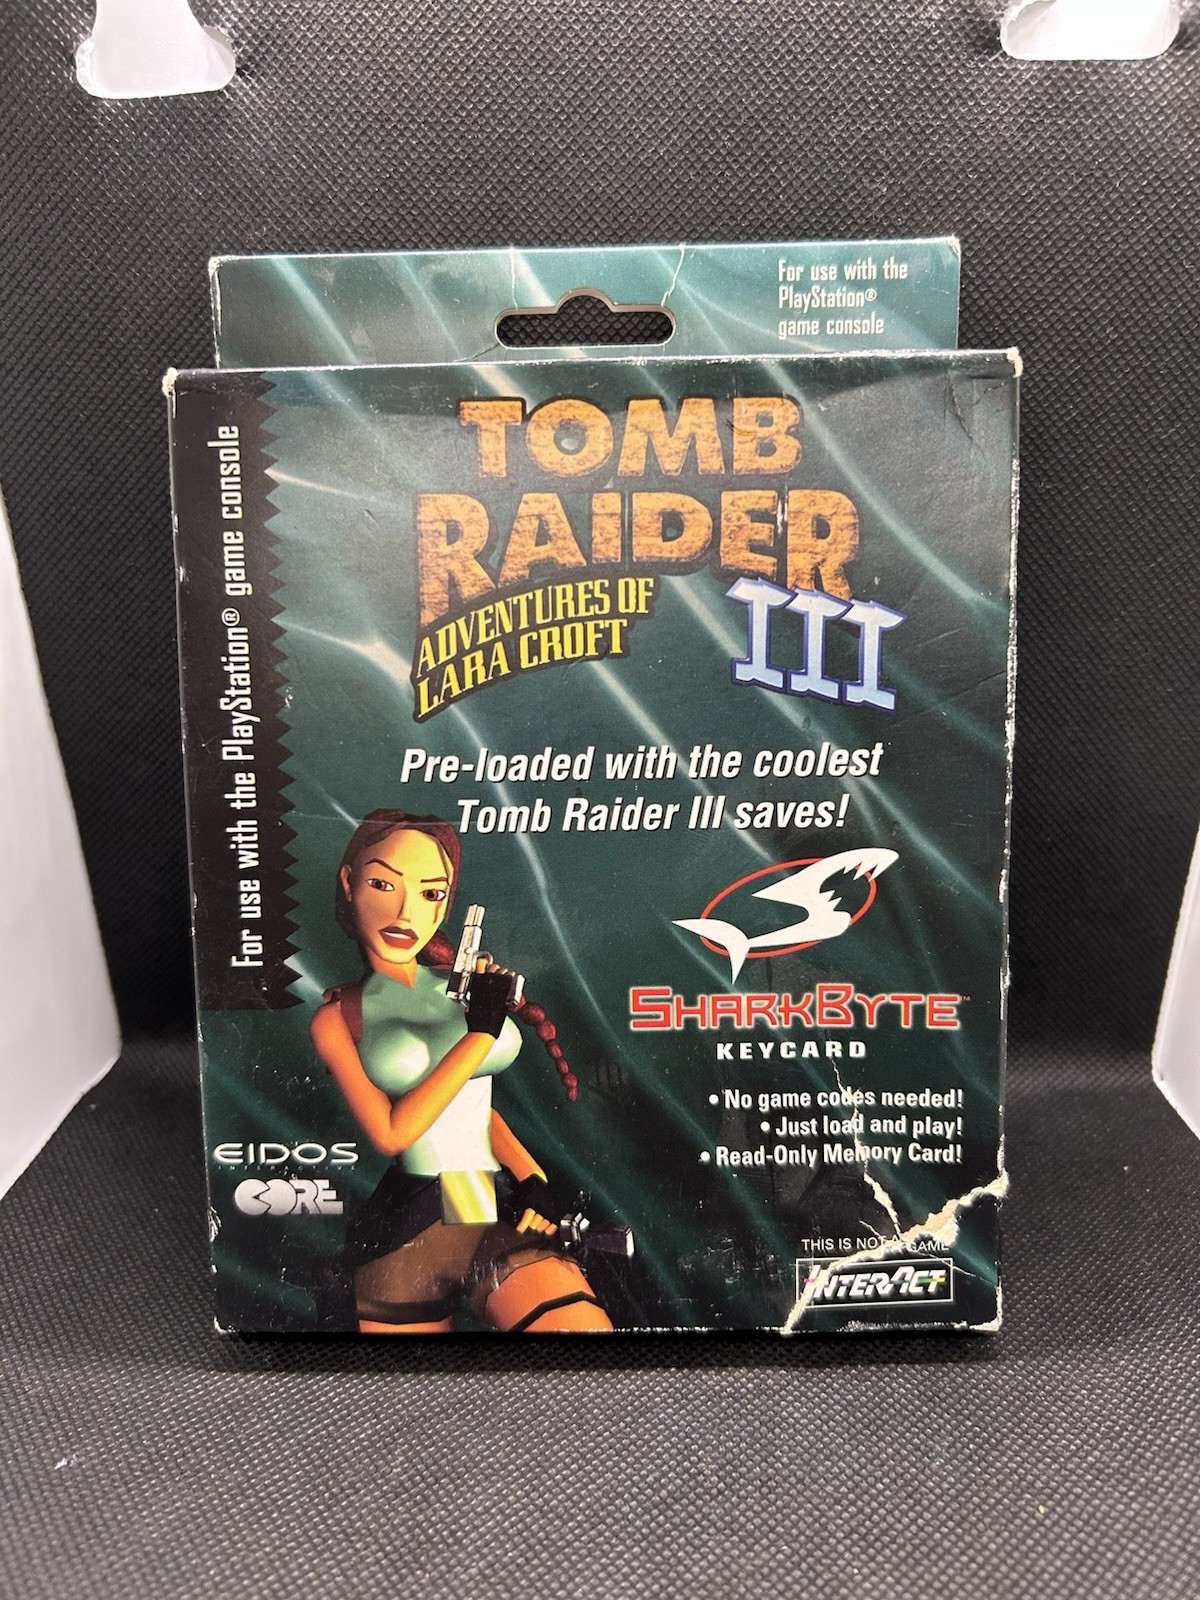 For use with the
PlayStation®
game console
For use with the PlayStation® game console
TOMB
RAIDER
III
ADVENTURES OF
LARA CROFT
Pre-loaded with the coolest
Tomb Raider III saves!
SHARKBYTE™
KEYCARD
• No game codes needed!
• Just load and play!
• Read-Only Memory Card!
EIDOS
INTERACTIVE
CORE
THIS IS NOT A GAME
INTERACT